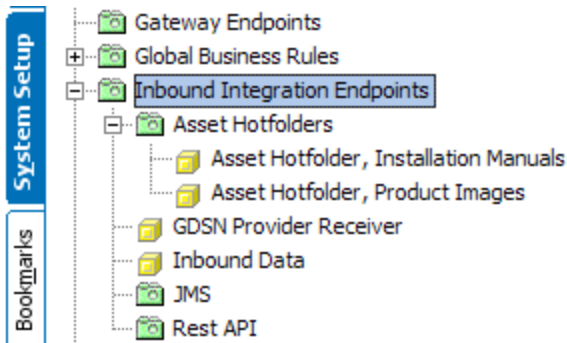 System Setup
Bookmarks
Gateway Endpoints
Global Business Rules
Inbound Integration Endpoints
Asset Hotfolders
Asset Hotfolder, Installation Manuals
Asset Hotfolder, Product Images
GDSN Provider Receiver
Inbound Data
JMS
Rest API